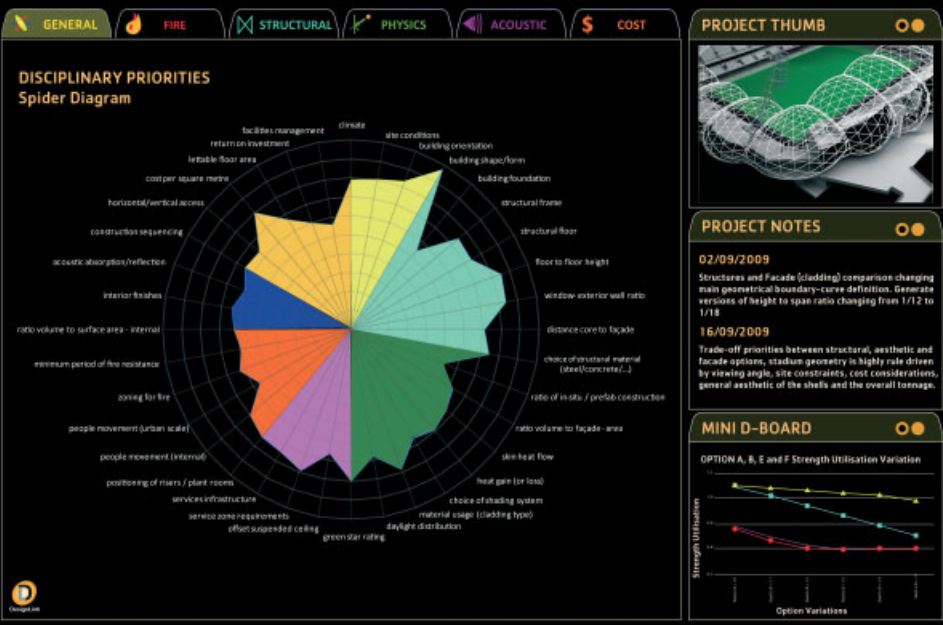 GENERAL
FIRE
STRUCTURAL
PHYSICS
ACOUSTIC
COST
DISCIPLINARY PRIORITIES
Spider Diagram
climate
site conditions
building orientation
building shape/form
building foundation
structural frame
structural floor
floor to floor height
window-exterior wall ratio
distance core to façade
choice of structural material
(steel/concrete/...)
ratio of in-situ / prefab construction
ratio volume to façade-area
skin heat flow
heat gain (or loss)
choice of shading system
material usage (cladding type)
daylight distribution
green star rating
offset suspended ceiling
service zone requirements
services infrastructure
positioning of risers / plant rooms
people movement (internal)
people movement (urban scale)
zoning for fire
minimum period of fire resistance
ratio volume to surface area - internal
interior finishes
acoustic absorption/reflection
construction sequencing
horizontal/vertical access
cost per square metre
lettable floor area
return on investment
facilities management
DesignLink
PROJECT THUMB
PROJECT NOTES
02/09/2009
Structures and Facade (cladding) comparison changing
main geometrical boundary-curve definition. Generate
versions of height to span ratio changing from 1/12 to
1/18
16/09/2009
Trade-off priorities between structural, aesthetic and
facade options, stadium geometry is highly rule driven
by viewing angle, site constraints, cost considerations,
general aesthetic of the shells and the overall tonnage.
MINI D-BOARD
OPTION A, B, E and F Strength Utilisation Variation
Strength Utilisation
Option Variations